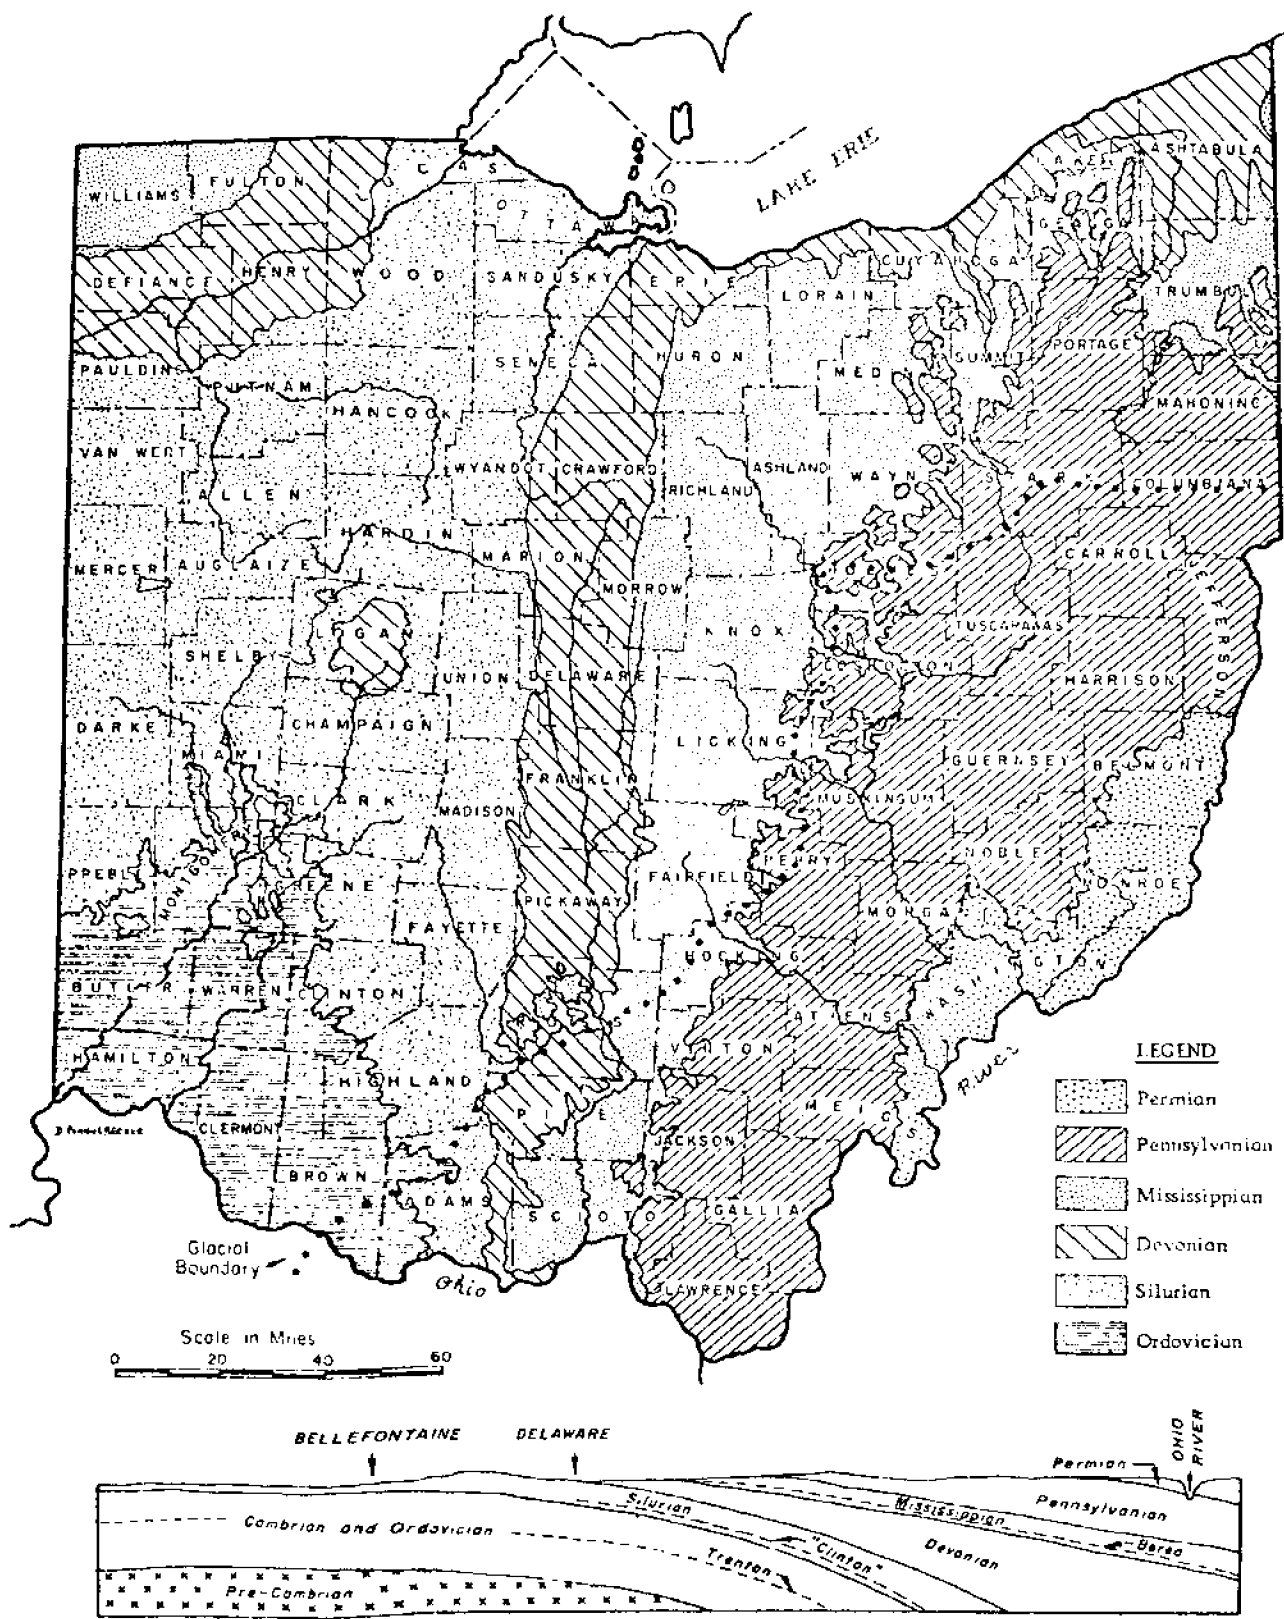 LAKE ERIE
LAKE
ASHTABULA
WILLIAMS
FULTON
LUCAS
OTTAWA
GEAUGA
DEFIANCE
HENRY
WOOD
SANDUSKY
ERIE
CUYAHOGA
LORAIN
TRUMBULL
PAULDING
PUTNAM
SENECA
HURON
MEDINA
SUMMIT
PORTAGE
HANCOCK
MAHONING
VAN WERT
ALLEN
WYANDOT
CRAWFORD
RICHLAND
ASHLAND
WAYNE
STARK
COLUMBIANA
HARDIN
MARION
MERCER
AUGLAIZE
CARROLL
JEFFERSON
MORROW
LOGAN
KNOX
TUSCARAWAS
SHELBY
UNION
DELAWARE
COSHOCTON
HARRISON
DARKE
CHAMPAIGN
LICKING
MIAMI
FRANKLIN
GUERNSEY
BELMONT
CLARK
MADISON
MUSKINGUM
PREBLE
MONTGOMERY
GREENE
FAIRFIELD
PERRY
NOBLE
MONROE
FAYETTE
PICKAWAY
MORGAN
HOCKING
WASHINGTON
BUTLER
WARREN
CLINTON
ROSS
ATHENS
HAMILTON
HIGHLAND
VINTON
River
PIKE
MEIGS
CLERMONT
JACKSON
BROWN
ADAMS
SCIOTO
GALLIA
LAWRENCE
Glacial
Boundary
Ohio
LEGEND
Permian
Pennsylvanian
Mississippian
Devonian
Silurian
Ordovician
Scale in Miles
0 20 40 60
BELLEFONTAINE
DELAWARE
OHIO
RIVER
Permian
Silurian
Mississippian
Pennsylvanian
Cambrian and Ordovician
"Clinton"
Devonian
Berea
Trenton
Pre-Cambrian